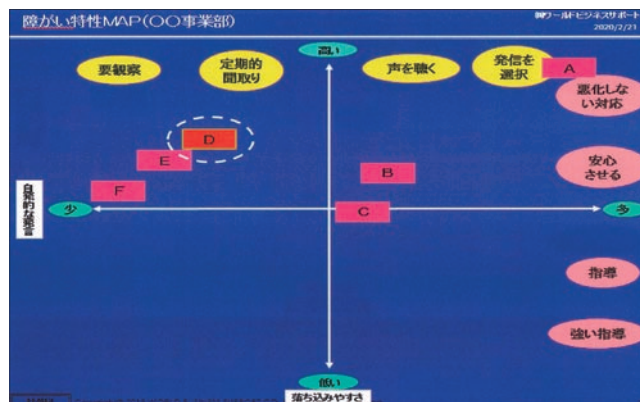 障がい特性MAP(〇〇事業部)
㈱ワールドビジネスサポート
2020/2/21
高い
要観察
定期的
聞取り
声を聴く
発信を
選択
A
悪化しな
い対応
D
E
B
安心
させる
F
C
自発的な発言
少
多
指導
強い指導
低い
落ち込みやすさ